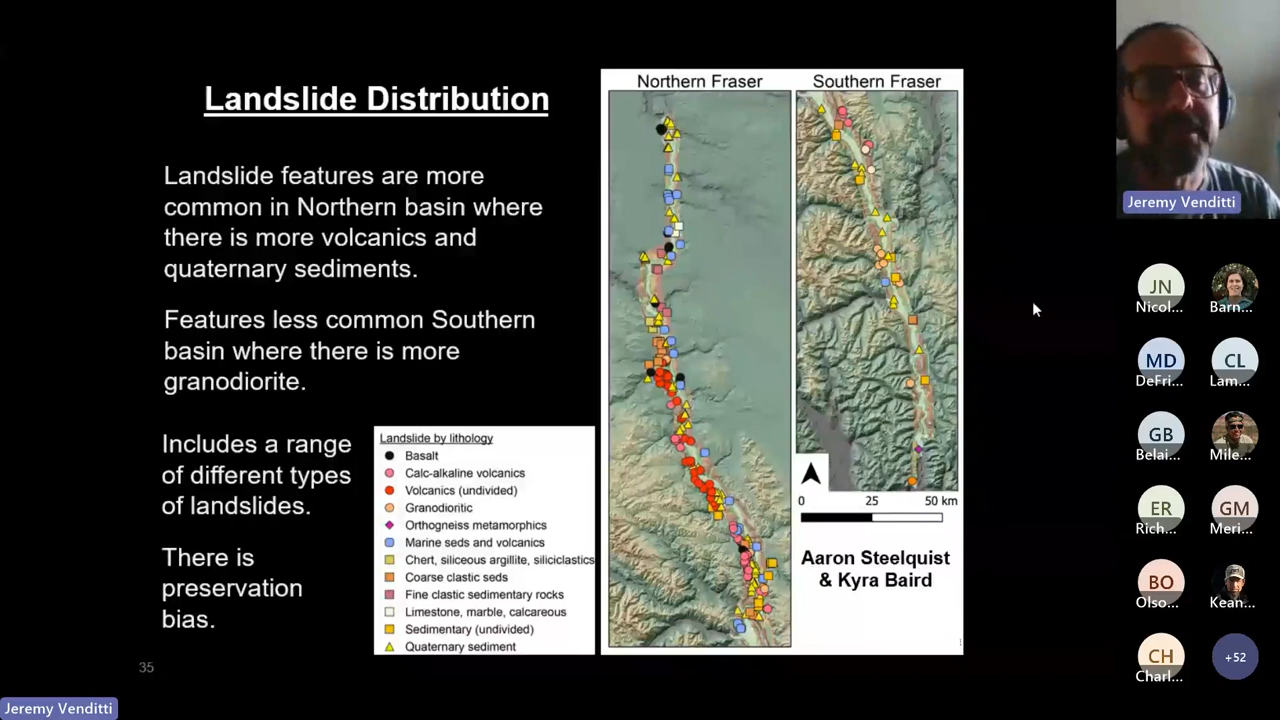 Landslide Distribution
Landslide features are more
common in Northern basin where
there is more volcanics and
quaternary sediments.
Features less common Southern
basin where there is more
granodiorite.
Includes a range
of different types
of landslides.
There is
preservation
bias.
35
Landslide by lithology
Basalt
Calc-alkaline volcanics
Volcanics (undivided)
Granodioritic
Orthogneiss metamorphics
Marine seds and volcanics
Chert, siliceous argillite, siliciclastics
Coarse clastic seds
Fine clastic sedimentary rocks
Limestone, marble, calcareous
Sedimentary (undivided)
Quaternary sediment
Northern Fraser
Southern Fraser
0 25 50 km
Aaron Steelquist
& Kyra Baird
Jeremy Venditti
JN
Nicol...
Barn...
MD
DeFri...
CL
Lam...
GB
Belai...
Mile...
ER
Rich...
GM
Meri...
BO
Olso...
Kean...
CH
Charl...
+52
Jeremy Venditti